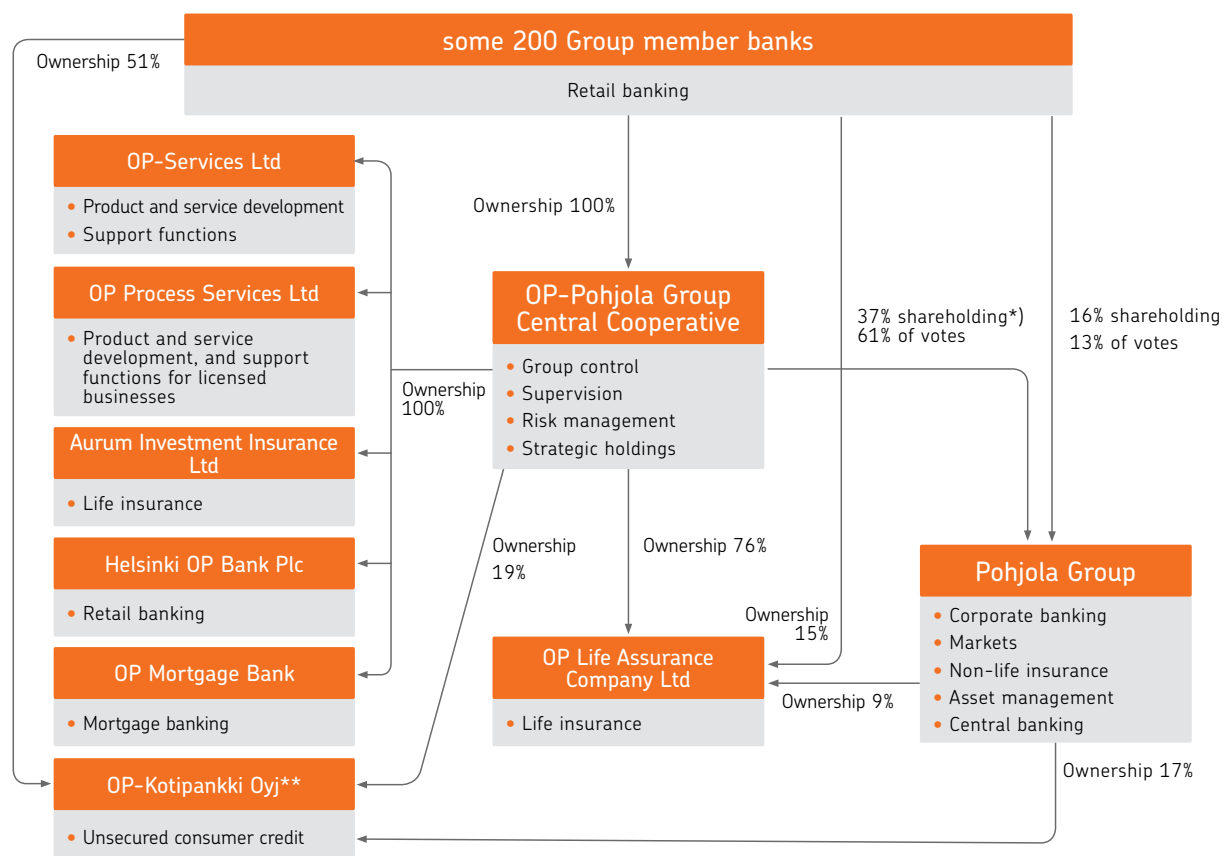 some 200 Group member banks
Retail banking
Ownership 51%
OP-Services Ltd
• Product and service development
• Support functions
OP Process Services Ltd
• Product and service
development, and support
functions for licensed
businesses
Aurum Investment Insurance
Ltd
• Life insurance
Helsinki OP Bank Plc
• Retail banking
OP Mortgage Bank
• Mortgage banking
OP-Kotipankki Oyj**
• Unsecured consumer credit
Ownership 100%
OP-Pohjola Group
Central Cooperative
• Group control
• Supervision
• Risk management
• Strategic holdings
Ownership
100%
Ownership
19%
Ownership 76%
37% shareholding*)
61% of votes
16% shareholding
13% of votes
Ownership
15%
OP Life Assurance
Company Ltd
• Life insurance
Ownership 9%
Pohjola Group
• Corporate banking
• Markets
• Non-life insurance
• Asset management
• Central banking
Ownership 17%